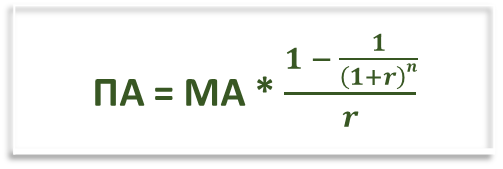 ПА = МА * (1 − 1/(1+r)^n)/r